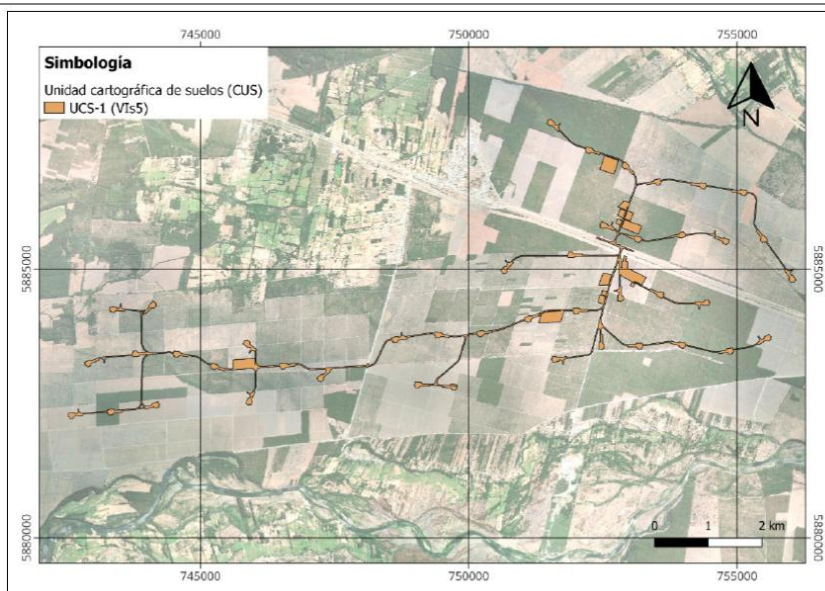 745000 750000 755000
Simbología
Unidad cartográfica de suelos (CUS)
UCS-1 (VIs5)
N
5885000 5885000
0 1 2 km
5880000 5880000
745000 750000 755000